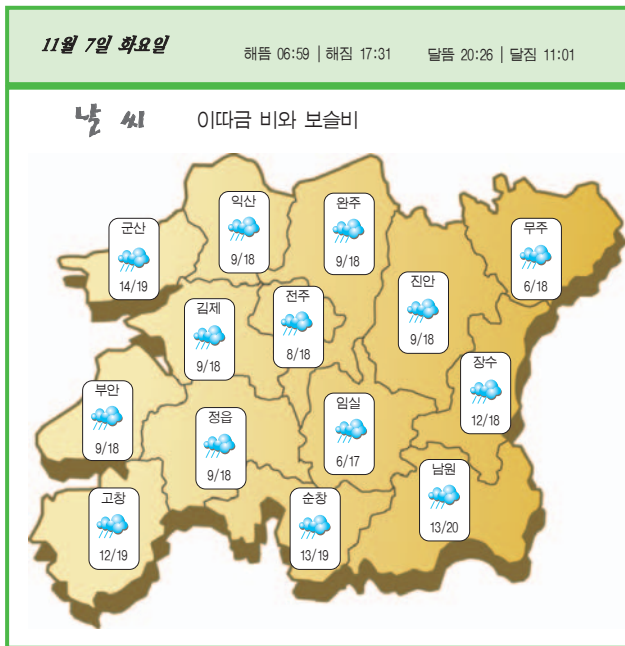 11월 7일 화요일
해뜸 06:59 | 해짐 17:31 달뜸 20:26 | 달짐 11:01
날 씨 이따금 비와 보슬비
군산
14/19
익산
9/18
완주
9/18
무주
6/18
김제
9/18
전주
8/18
진안
9/18
장수
12/18
부안
9/18
정읍
9/18
임실
6/17
남원
13/20
고창
12/19
순창
13/19